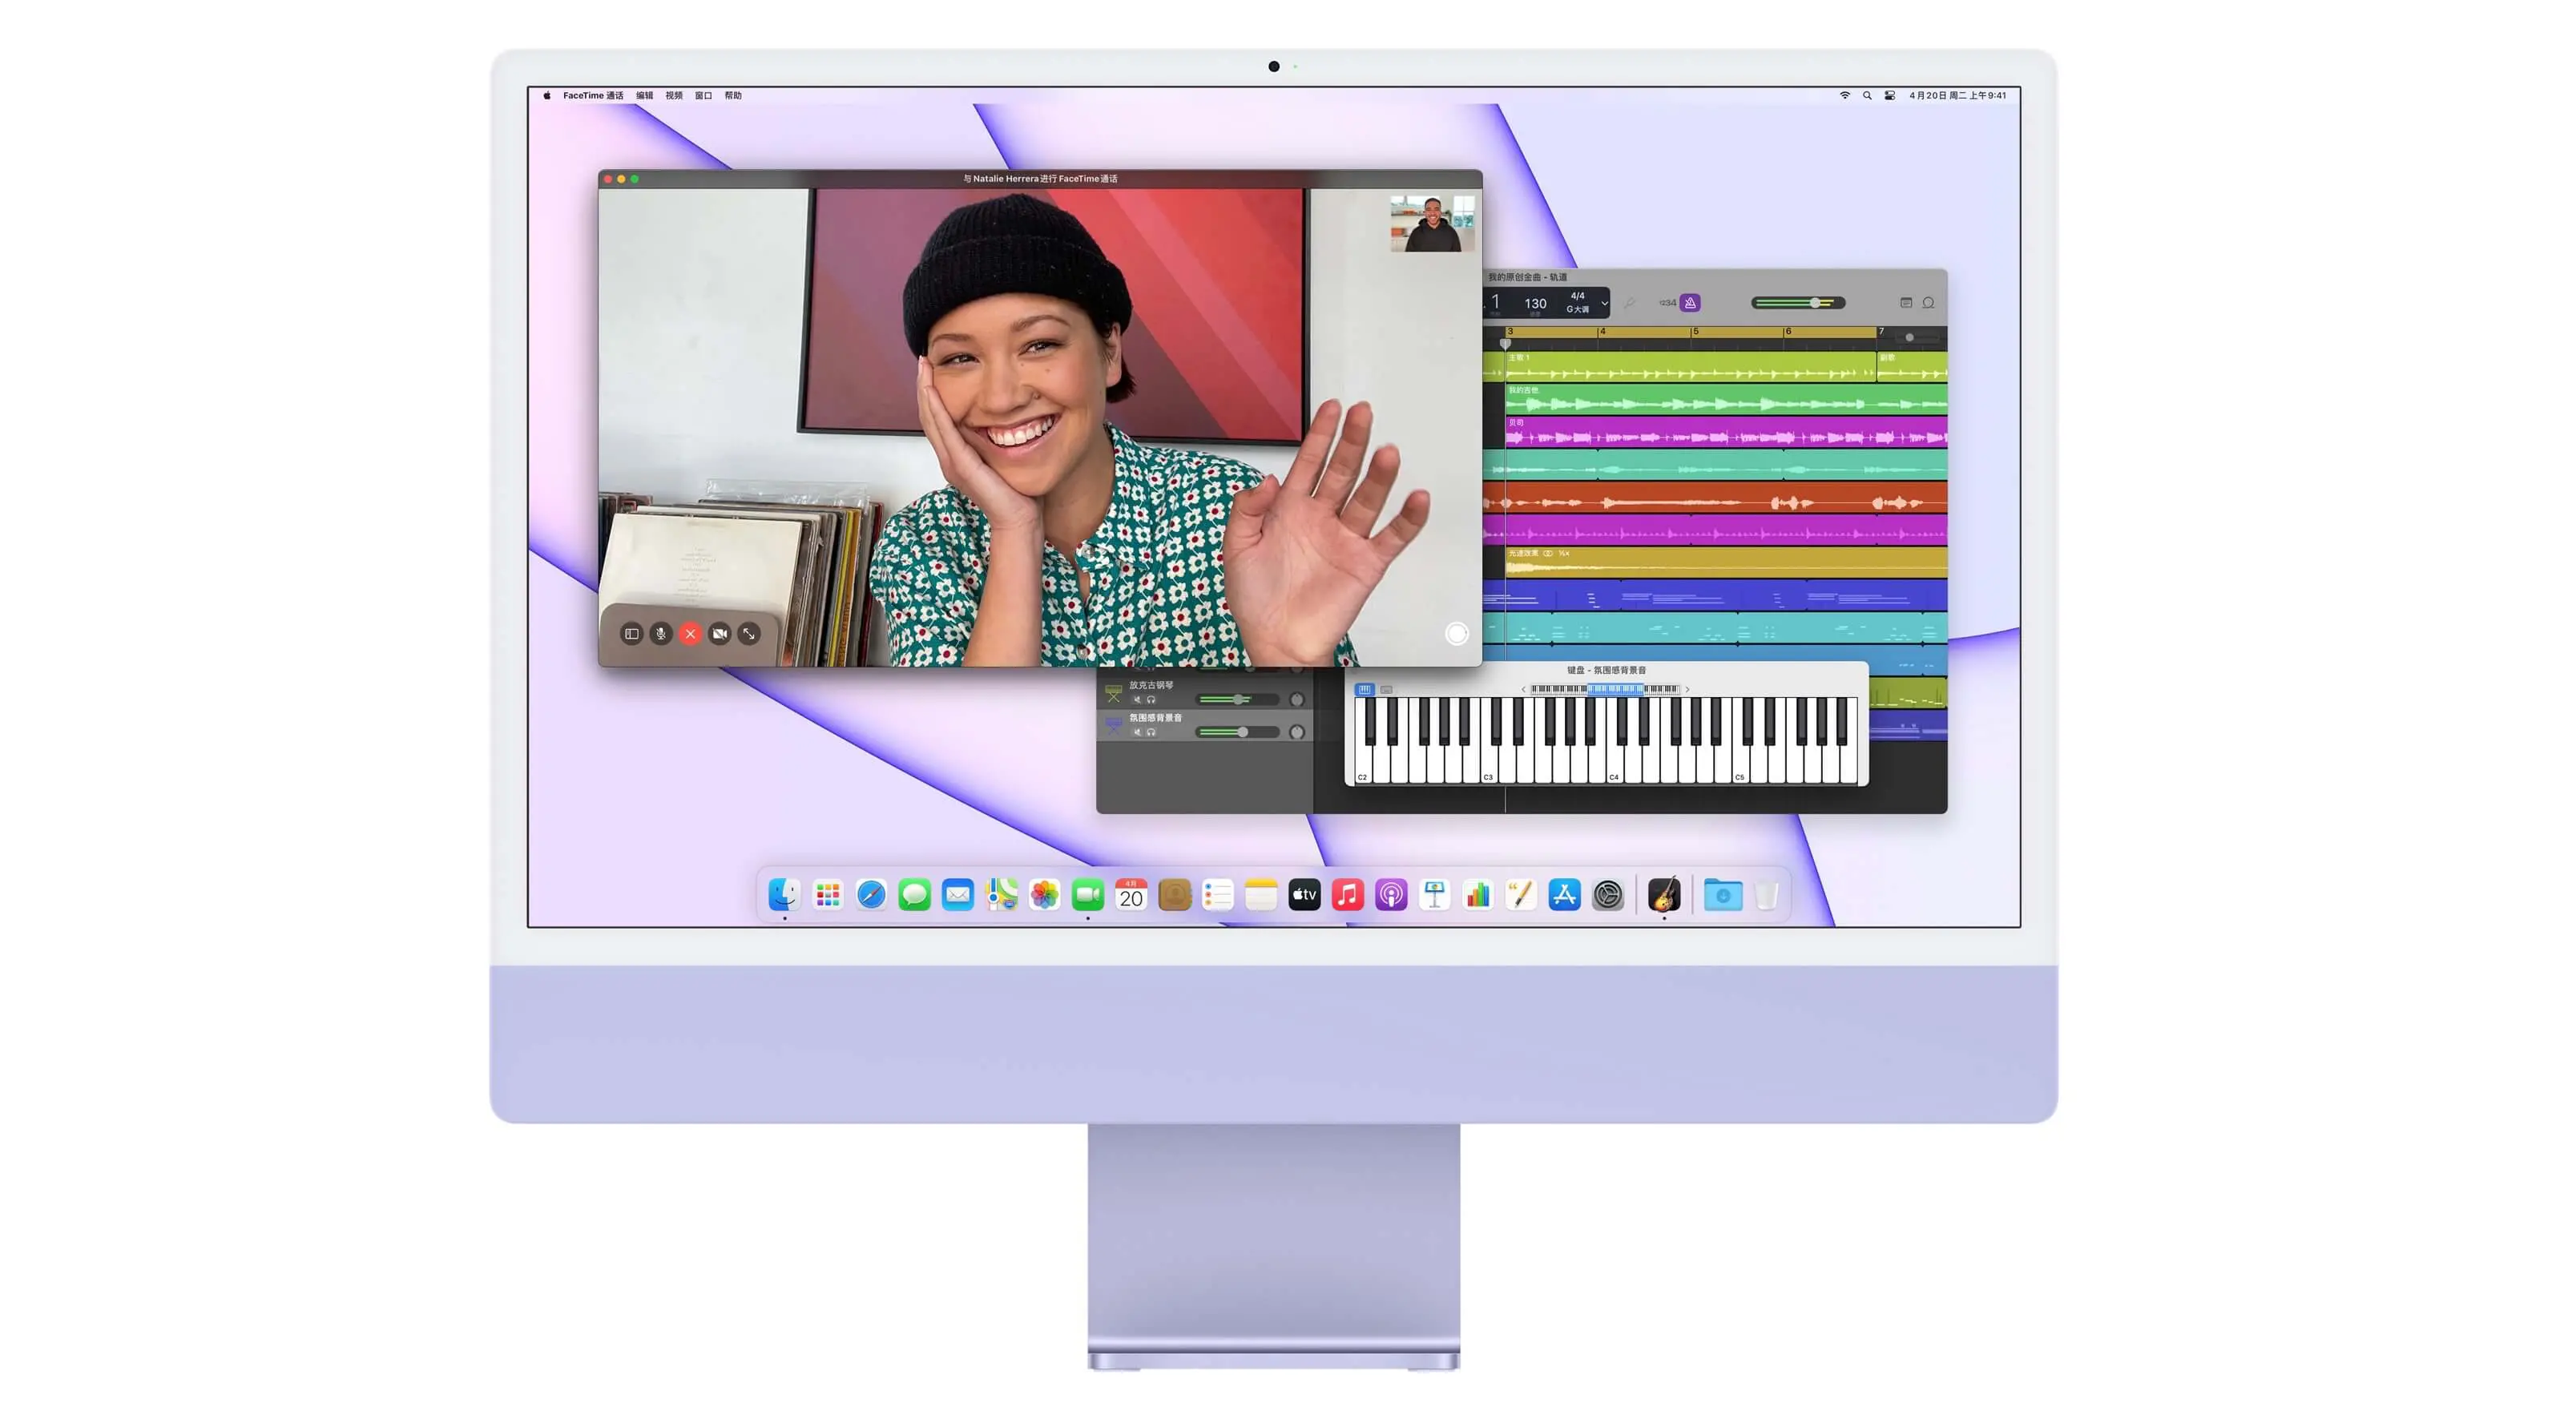 FaceTime 通话 编辑 视频 窗口 帮助
4月20日 周二 上午9:41
与 Natalie Herrera 进行 FaceTime 通话
我的原创金曲 - 轨道
1 130 4/4
G大调
1234
3 4 5 6 7
主歌 1 副歌
我的吉他
贝司
放克古钢琴
氛围感背景音
键盘 - 氛围感背景音
C2 C3 C4 C5
4月
20
tv